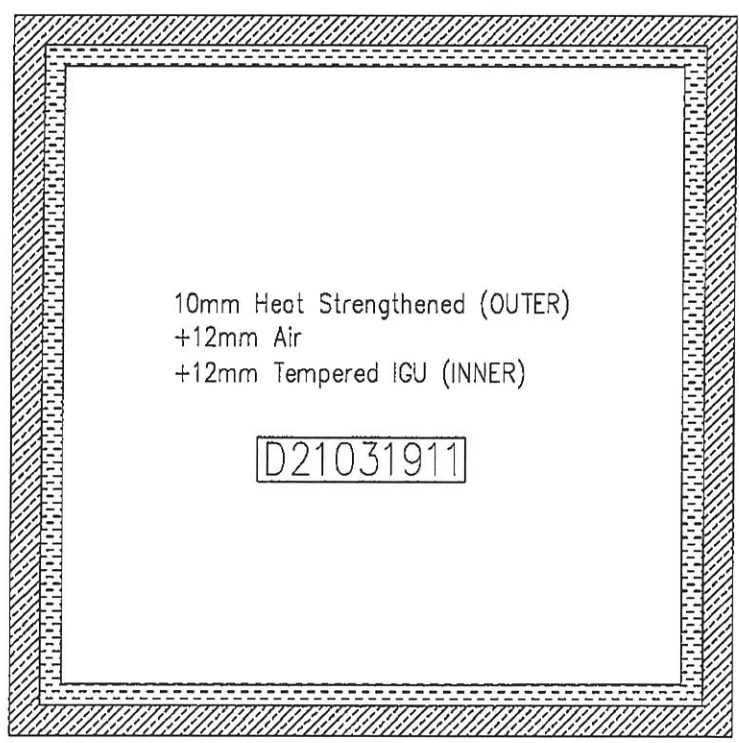 10mm Heat Strengthened (OUTER)
+12mm Air
+12mm Tempered IGU (INNER)
D21031911